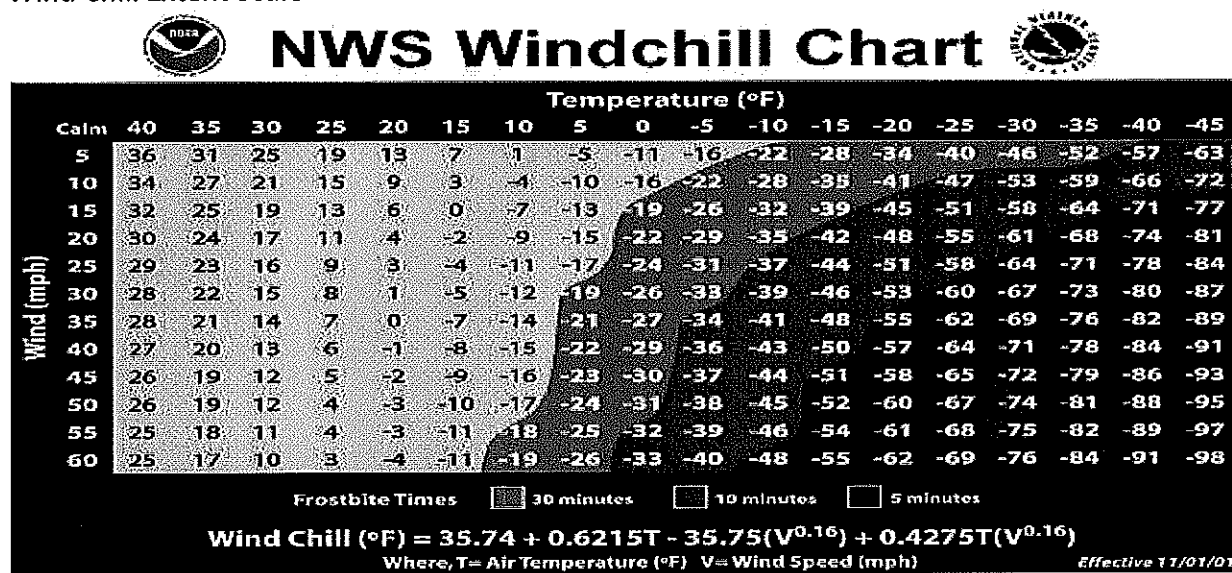 NWS Windchill Chart
Temperature (°F)
Calm 40 35 30 25 20 15 10 5 0 -5 -10 -15 -20 -25 -30 -35 -40 -45
5 36 31 25 19 13 7 1 -5 -11 -16 -22 -28 -34 -40 -46 -52 -57 -63
10 34 27 21 15 9 3 -4 -10 -16 -22 -28 -35 -41 -47 -53 -59 -66 -72
15 32 25 19 13 6 0 -7 -13 -19 -26 -32 -39 -45 -51 -58 -64 -71 -77
20 30 24 17 11 4 -2 -9 -15 -22 -29 -35 -42 -48 -55 -61 -68 -74 -81
25 29 23 16 9 3 -4 -11 -17 -24 -31 -37 -44 -51 -58 -64 -71 -78 -84
30 28 22 15 8 1 -5 -12 -19 -26 -33 -39 -46 -53 -60 -67 -73 -80 -87
35 28 21 14 7 0 -7 -14 -21 -27 -34 -41 -48 -55 -62 -69 -76 -82 -89
40 27 20 13 6 -1 -8 -15 -22 -29 -36 -43 -50 -57 -64 -71 -78 -84 -91
45 26 19 12 5 -2 -9 -16 -23 -30 -37 -44 -51 -58 -65 -72 -79 -86 -93
50 26 19 12 4 -3 -10 -17 -24 -31 -38 -45 -52 -60 -67 -74 -81 -88 -95
55 25 18 11 4 -3 -11 -18 -25 -32 -39 -46 -54 -61 -68 -75 -82 -89 -97
60 25 17 10 3 -4 -11 -19 -26 -33 -40 -48 -55 -62 -69 -76 -84 -91 -98
Wind (mph)
Frostbite Times 30 minutes 10 minutes 5 minutes
Wind Chill (°F) = 35.74 + 0.6215T - 35.75(V^0.16) + 0.4275T(V^0.16)
Where, T= Air Temperature (°F) V= Wind Speed (mph)
Effective 11/01/01